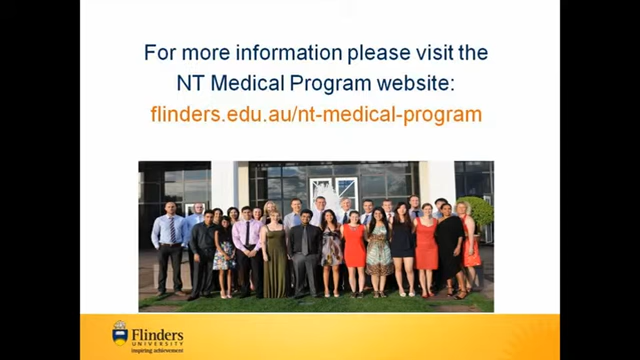 For more information please visit the
NT Medical Program website:
flinders.edu.au/nt-medical-program
Flinders
UNIVERSITY
inspiring achievement